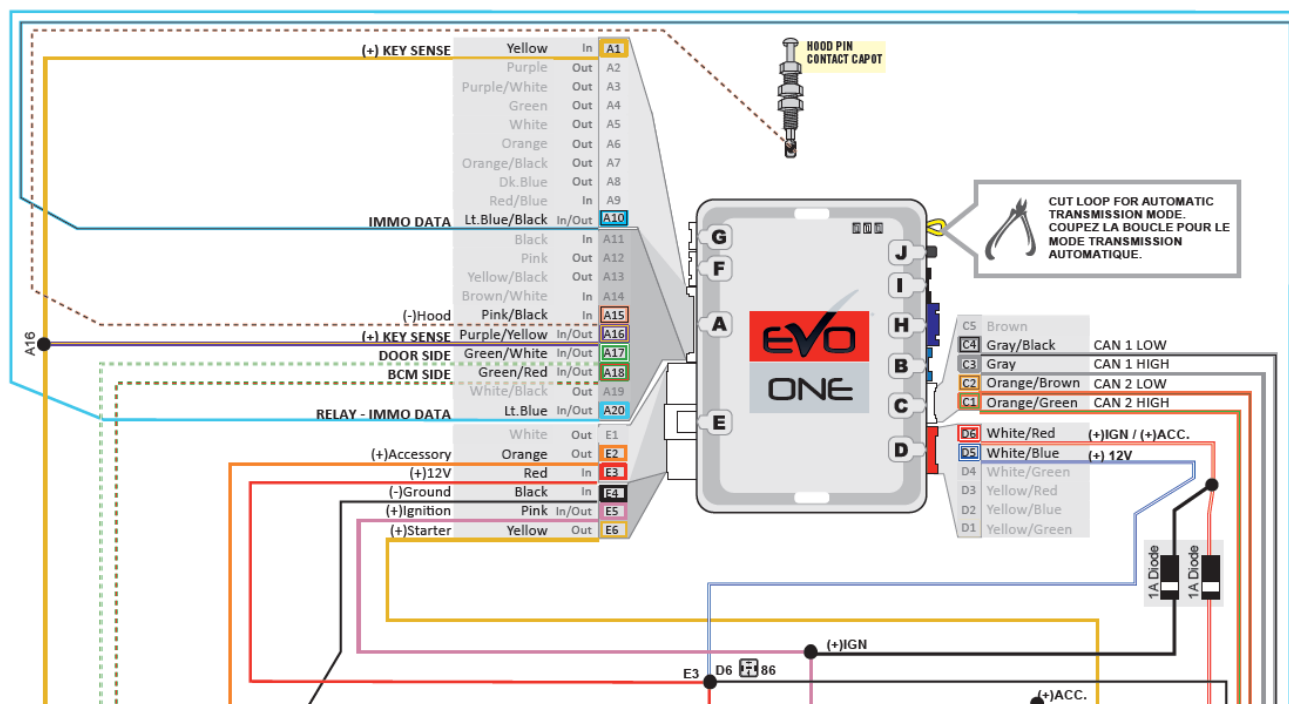 HOOD PIN
CONTACT CAPOT
(+) KEY SENSE Yellow In A1
Purple Out A2
Purple/White Out A3
Green Out A4
White Out A5
Orange Out A6
Orange/Black Out A7
Dk.Blue Out A8
Red/Blue In A9
IMMO DATA Lt.Blue/Black In/Out A10
Black In A11
Pink Out A12
Yellow/Black Out A13
Brown/White In A14
(-)Hood Pink/Black In A15
(+) KEY SENSE Purple/Yellow In/Out A16
DOOR SIDE Green/White In/Out A17
BCM SIDE Green/Red In/Out A18
White/Black Out A19
RELAY - IMMO DATA Lt.Blue In/Out A20
White Out E1
(+)Accessory Orange Out E2
(+)12V Red In E3
(-)Ground Black In E4
(+)Ignition Pink In/Out E5
(+)Starter Yellow Out E6
A16
G
F
A
E
J
I
H
B
C
D
EVO
ONE
CUT LOOP FOR AUTOMATIC
TRANSMISSION MODE.
COUPEZ LA BOUCLE POUR LE
MODE TRANSMISSION
AUTOMATIQUE.
C5 Brown
C4 Gray/Black CAN 1 LOW
C3 Gray CAN 1 HIGH
C2 Orange/Brown CAN 2 LOW
C1 Orange/Green CAN 2 HIGH
D6 White/Red (+)IGN / (+)ACC.
D5 White/Blue (+) 12V
D4 White/Green
D3 Yellow/Red
D2 Yellow/Blue
D1 Yellow/Green
1A Diode
1A Diode
(+)IGN
E3 D6 86
(+)ACC.